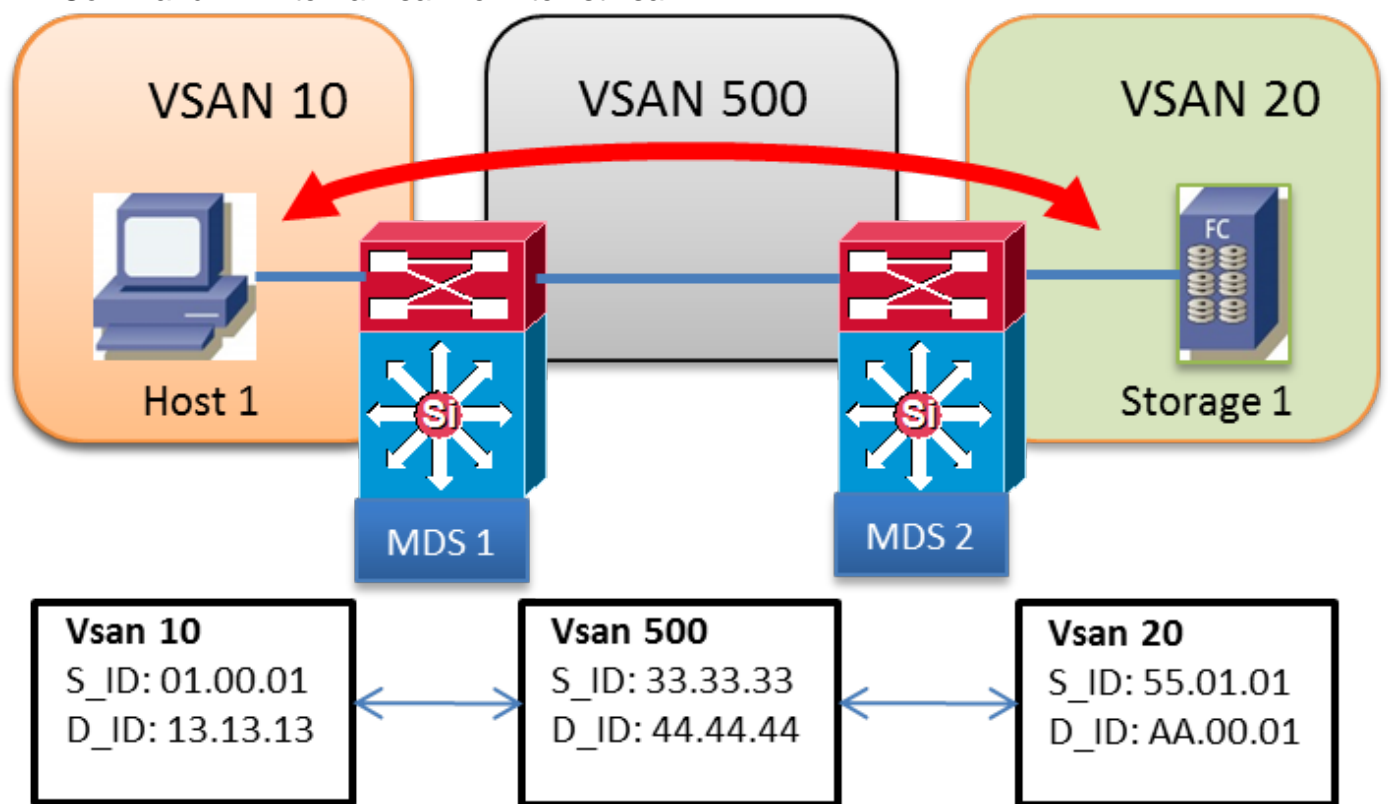 VSAN 10
VSAN 500
VSAN 20
FC
Host 1
Storage 1
Si
Si
MDS 1
MDS 2
Vsan 10
S_ID: 01.00.01
D_ID: 13.13.13
Vsan 500
S_ID: 33.33.33
D_ID: 44.44.44
Vsan 20
S_ID: 55.01.01
D_ID: AA.00.01